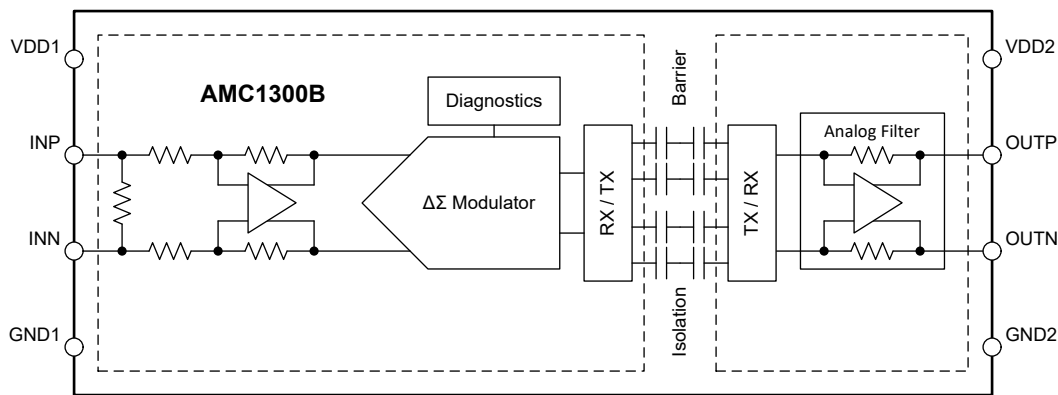 VDD1
VDD2
AMC1300B
Diagnostics
Barrier
INP
Analog Filter
OUTP
ΔΣ Modulator
RX / TX
TX / RX
INN
OUTN
GND1
Isolation
GND2